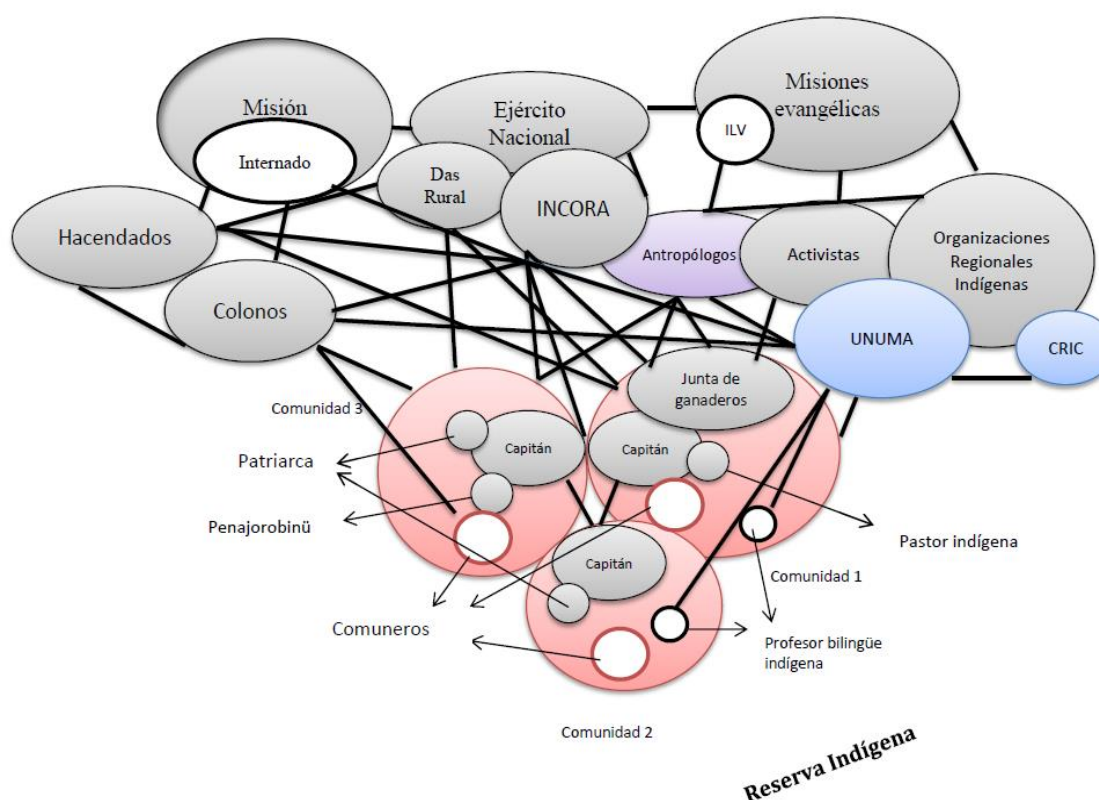 Misión
Internado
Ejército
Nacional
Misiones
evangélicas
ILV
Das
Rural
INCORA
Hacendados
Colonos
Antropólogos
Activistas
Organizaciones
Regionales
Indígenas
UNUMA
CRIC
Junta de
ganaderos
Comunidad 3
Capitán
Capitán
Patriarca
Penajorobinü
Pastor indígena
Capitán
Comunidad 1
Comuneros
Profesor bilingüe
indígena
Comunidad 2
Reserva Indígena